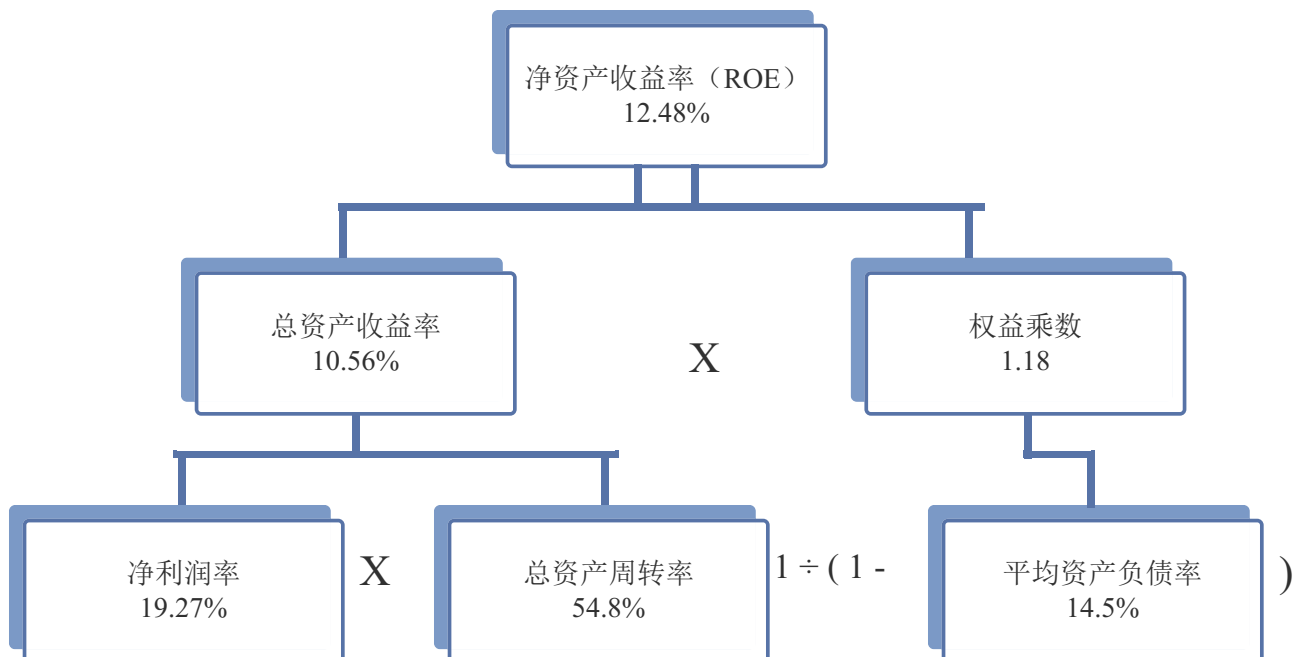 净资产收益率（ROE）
12.48%
总资产收益率
10.56%
X
权益乘数
1.18
净利润率
19.27%
X
总资产周转率
54.8%
1 ÷ ( 1 -
平均资产负债率
14.5%
)